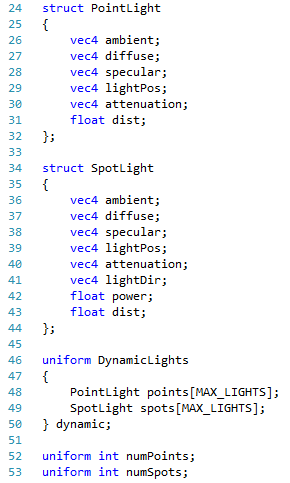 24 struct PointLight
25 {
26     vec4 ambient;
27     vec4 diffuse;
28     vec4 specular;
29     vec4 lightPos;
30     vec4 attenuation;
31     float dist;
32 };
33
34 struct SpotLight
35 {
36     vec4 ambient;
37     vec4 diffuse;
38     vec4 specular;
39     vec4 lightPos;
40     vec4 attenuation;
41     vec4 lightDir;
42     float power;
43     float dist;
44 };
45
46 uniform DynamicLights
47 {
48     PointLight points[MAX_LIGHTS];
49     SpotLight spots[MAX_LIGHTS];
50 } dynamic;
51
52 uniform int numPoints;
53 uniform int numSpots;